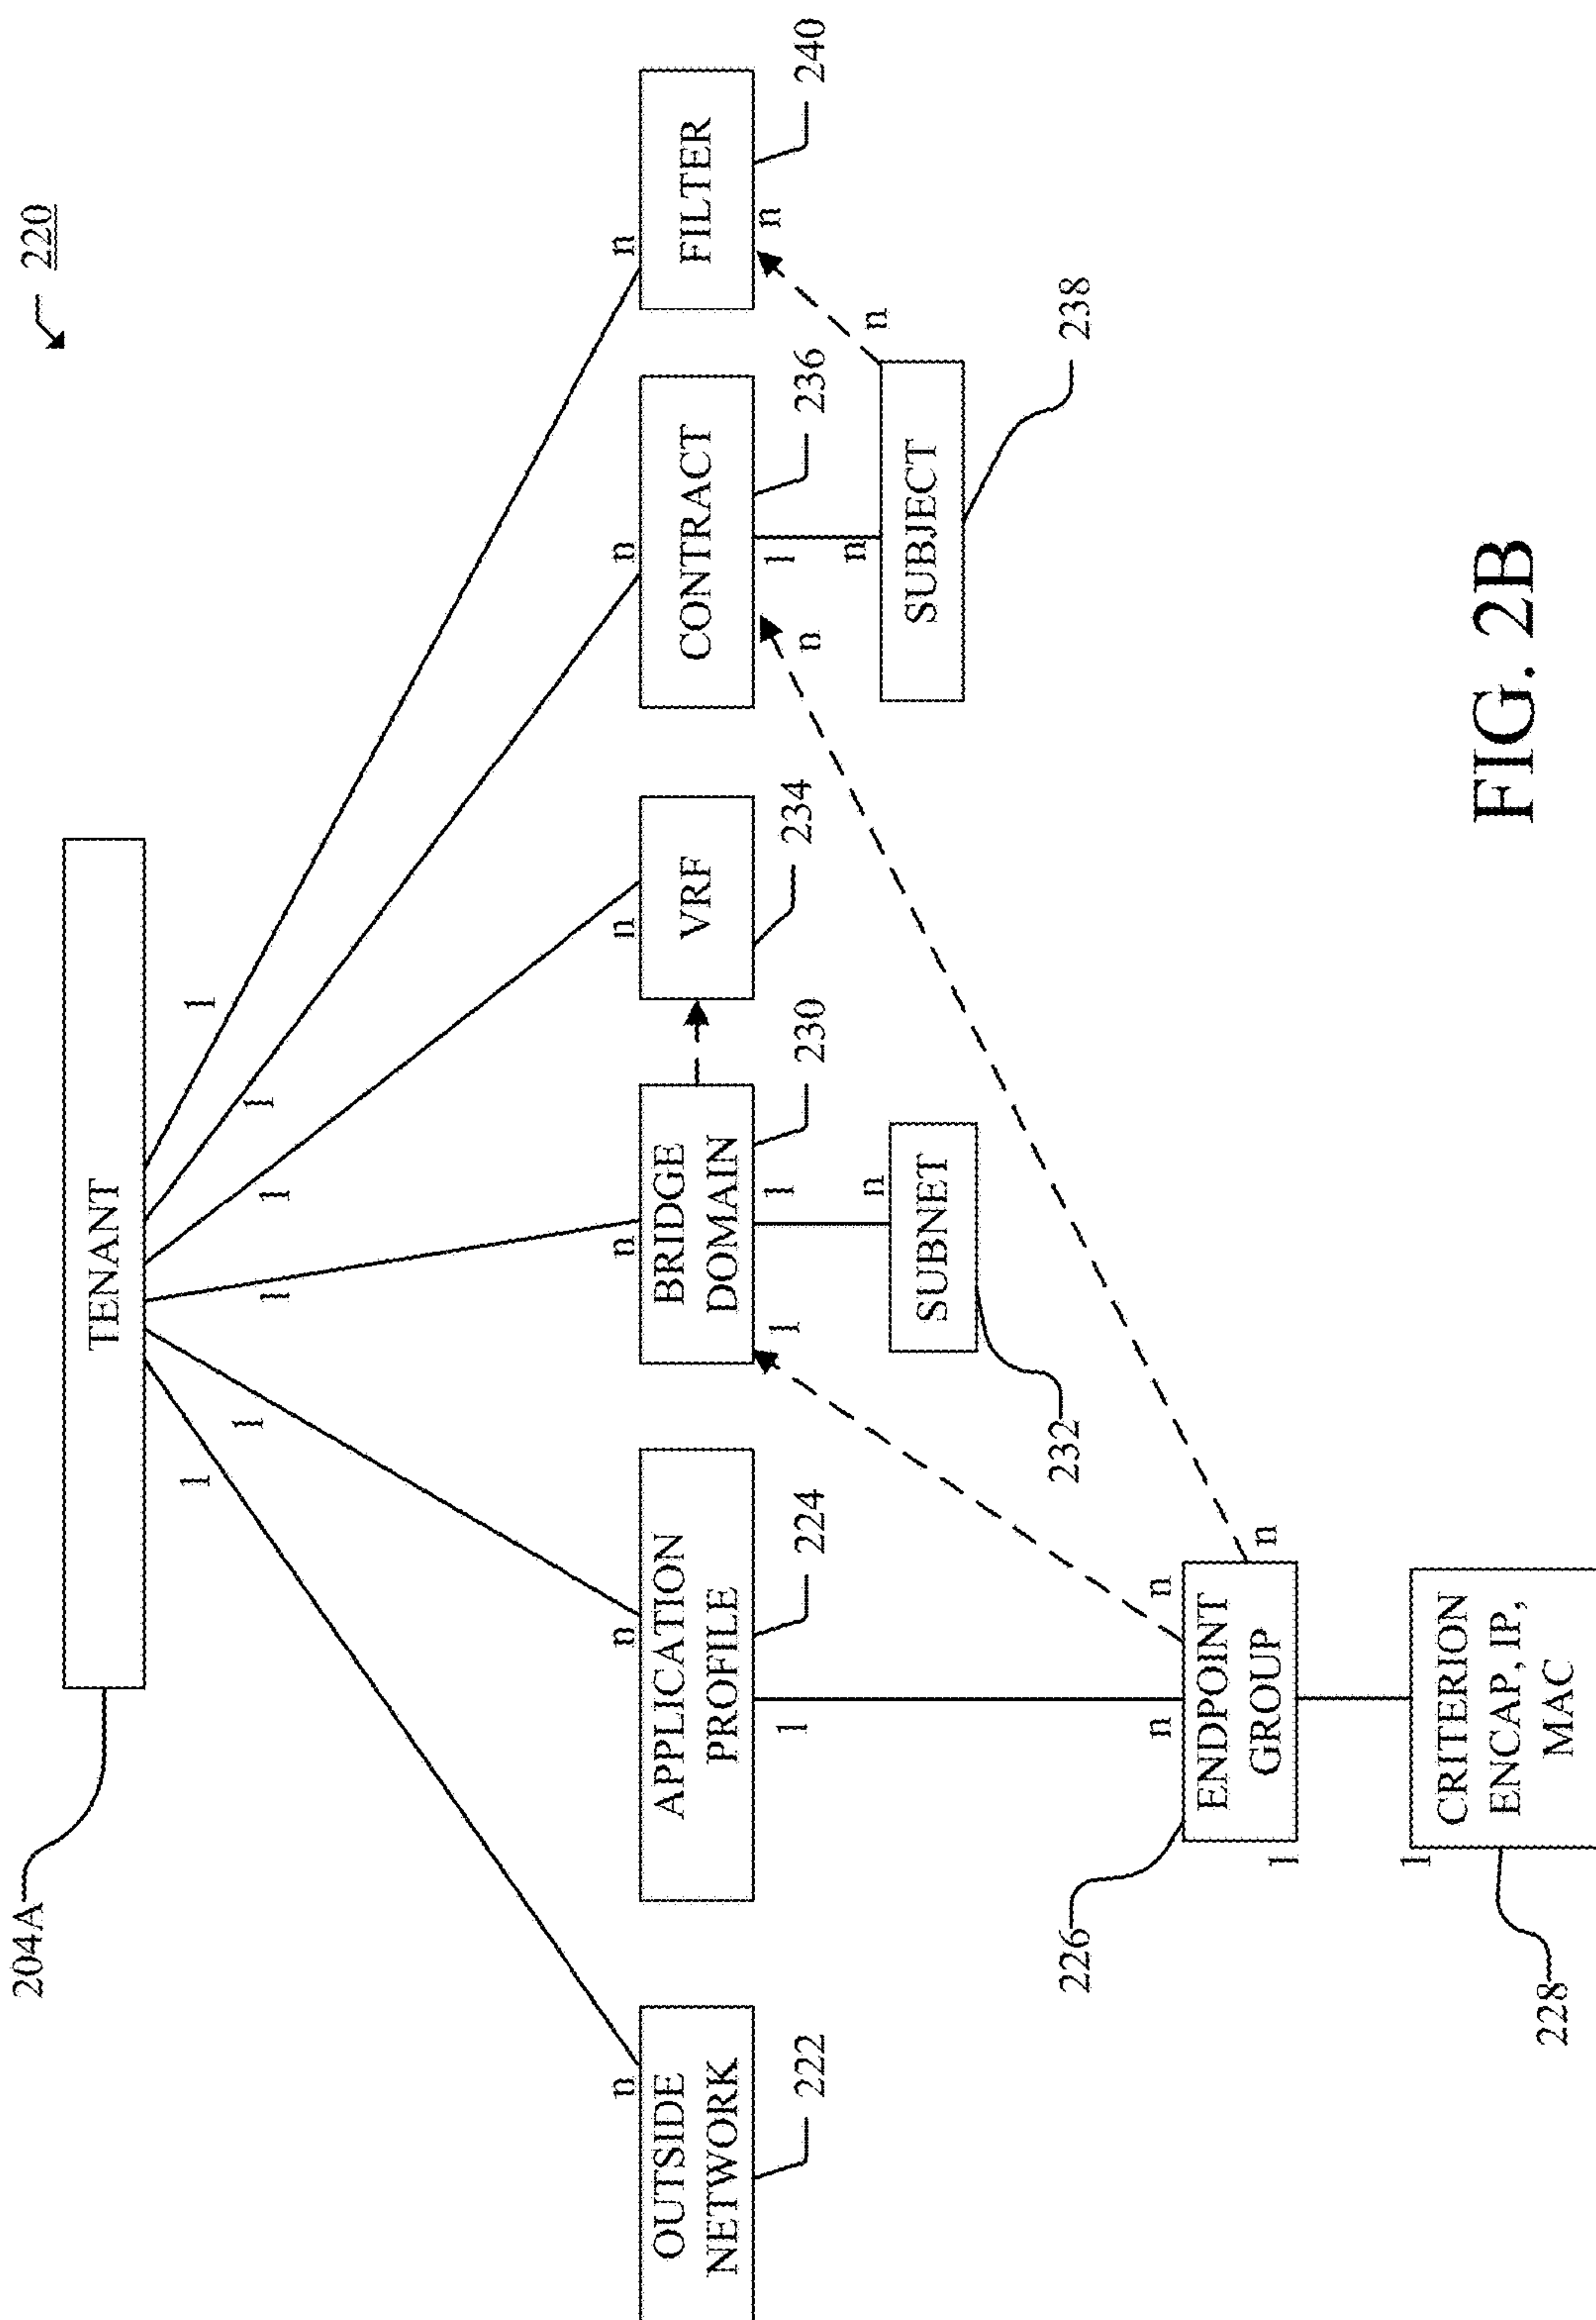 220
204A
TENANT
1
1
1
1
1
1
n
n
n
n
n
n
OUTSIDE
NETWORK
222
APPLICATION
PROFILE
224
BRIDGE
DOMAIN
230
VRF
234
CONTRACT
236
FILTER
240
1
1
1
n
1
n
n
n
n
SUBNET
232
SUBJECT
238
n
n
n
226
ENDPOINT
GROUP
1
1
CRITERION
ENCAP, IP,
MAC
228
FIG. 2B